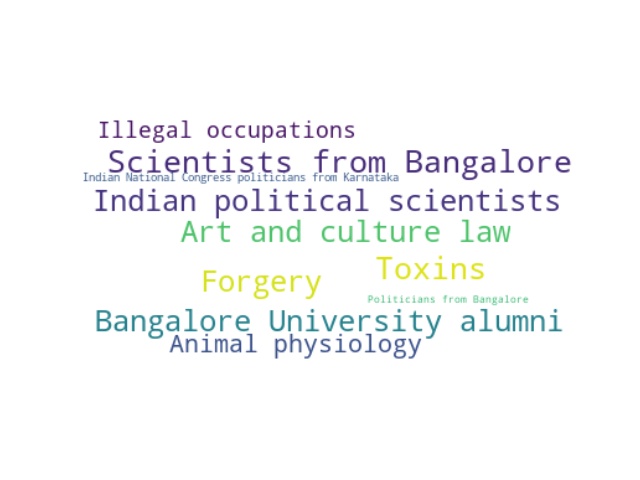 Illegal occupations
Scientists from Bangalore
Indian National Congress politicians from Karnataka
Indian political scientists
Art and culture law
Toxins
Forgery
Politicians from Bangalore
Bangalore University alumni
Animal physiology